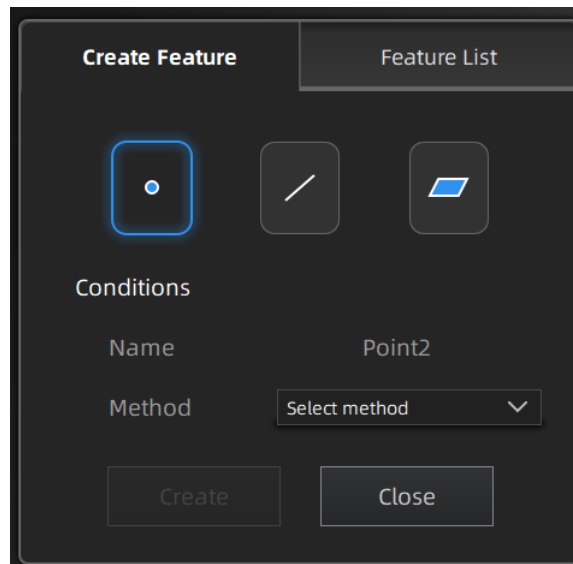 Create Feature
Feature List
Conditions
Name
Point2
Method
Select method
Create
Close